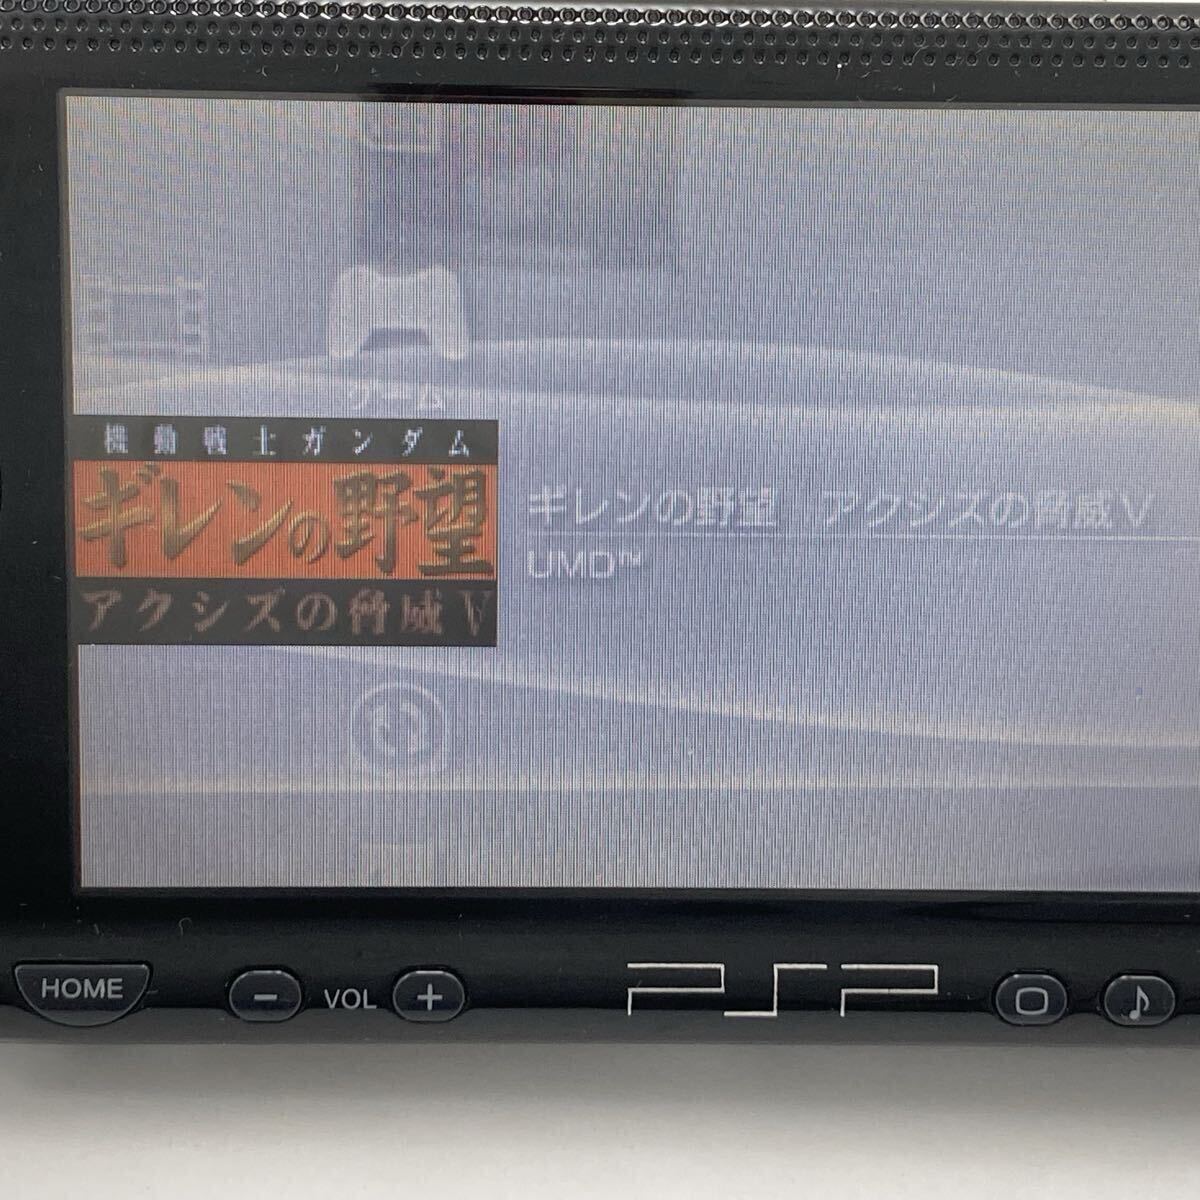 ゲーム
機動戦士ガンダム
ギレンの野望
アクシズの脅威V
ギレンの野望　アクシズの脅威V
UMD™
HOME
VOL
PSP